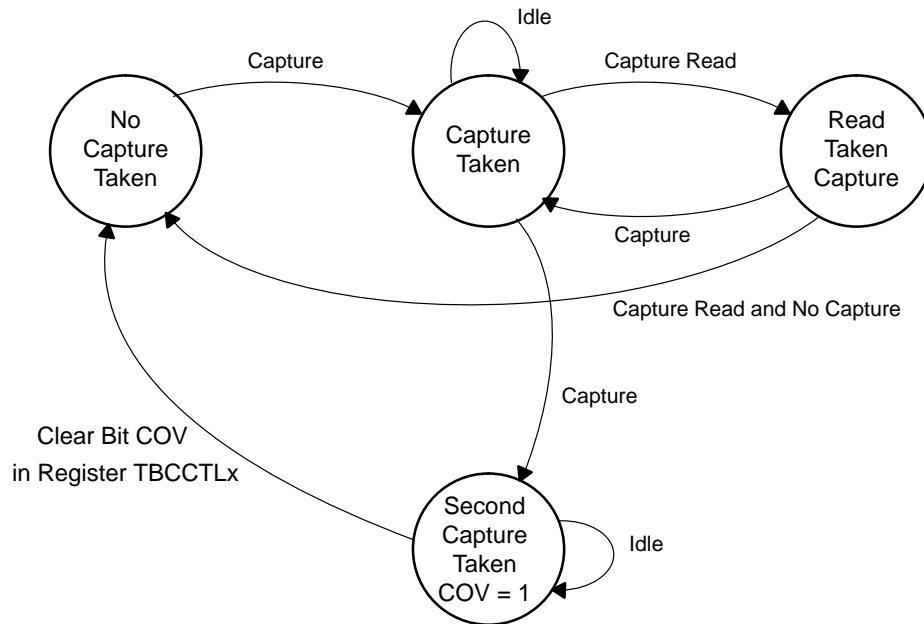 Idle
Capture
Capture Read
No
Capture
Taken
Capture
Taken
Read
Taken
Capture
Capture
Capture Read and No Capture
Capture
Clear Bit COV
in Register TBCCTLx
Second
Capture
Taken
COV = 1
Idle